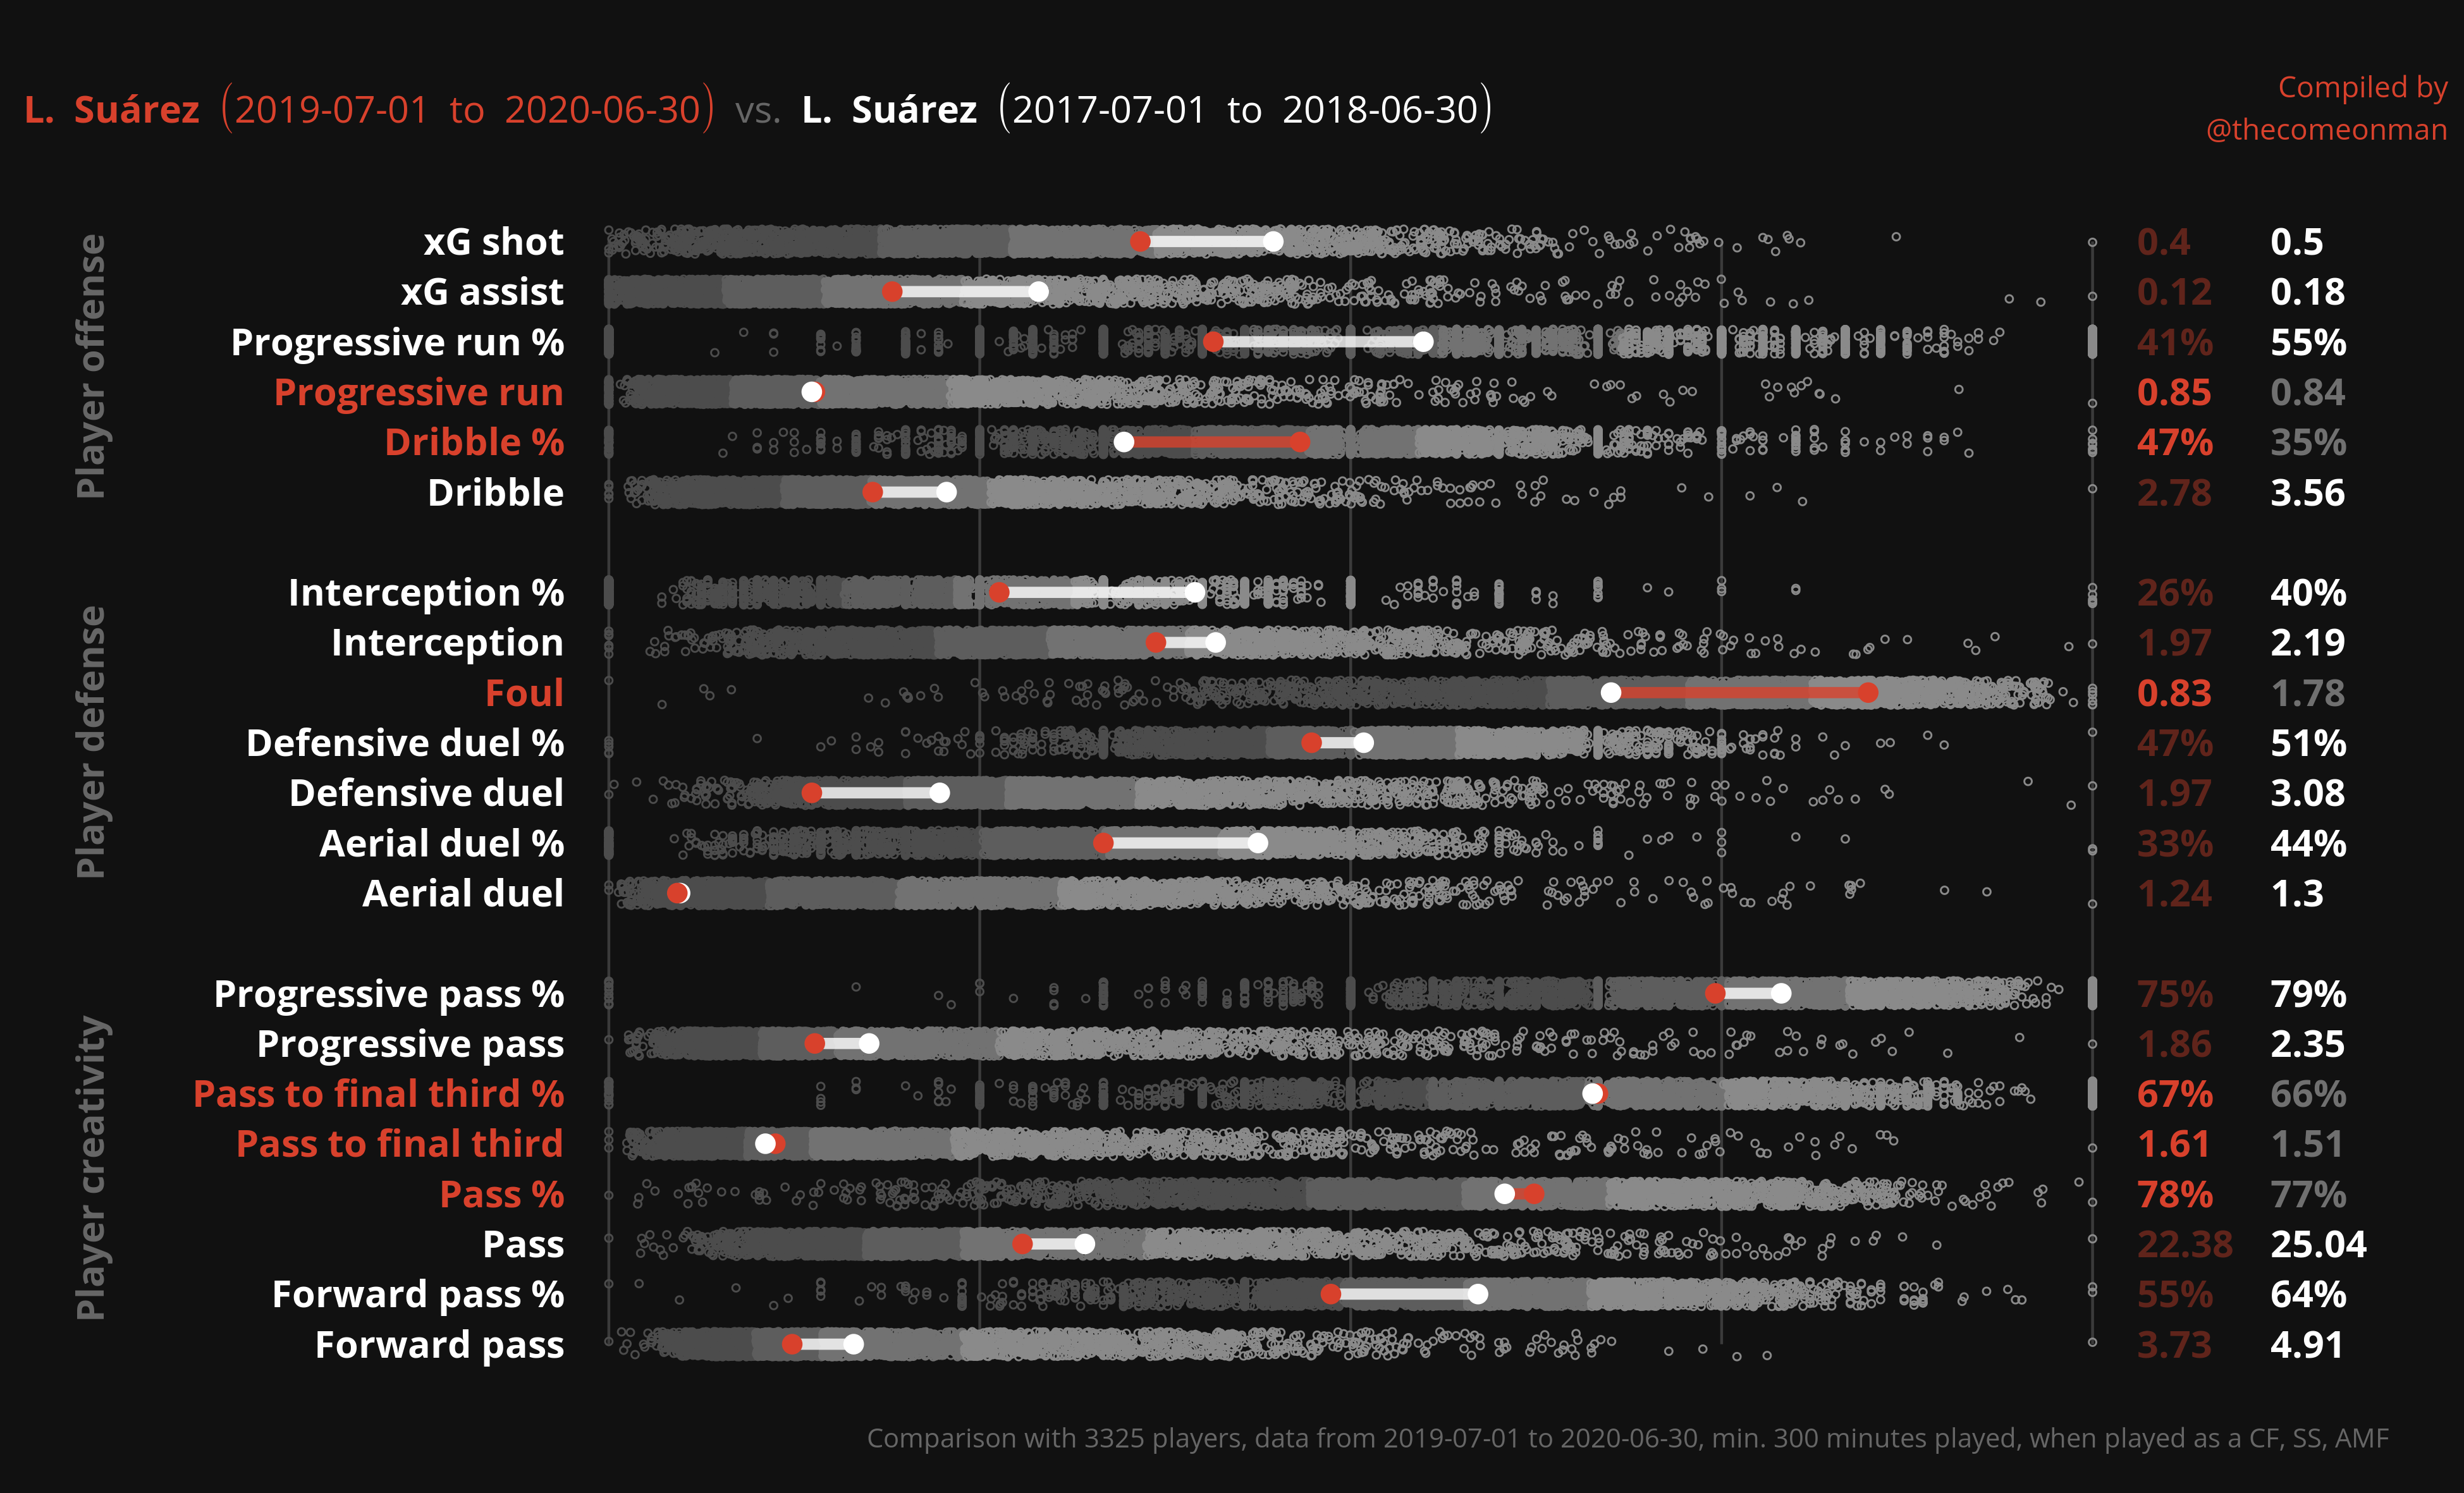 L. Suárez (2019-07-01 to 2020-06-30) vs. L. Suárez (2017-07-01 to 2018-06-30)
Compiled by
@thecomeonman
Player offense
xG shot 0.4 0.5
xG assist 0.12 0.18
Progressive run % 41% 55%
Progressive run 0.85 0.84
Dribble % 47% 35%
Dribble 2.78 3.56
Player defense
Interception % 26% 40%
Interception 1.97 2.19
Foul 0.83 1.78
Defensive duel % 47% 51%
Defensive duel 1.97 3.08
Aerial duel % 33% 44%
Aerial duel 1.24 1.3
Player creativity
Progressive pass % 75% 79%
Progressive pass 1.86 2.35
Pass to final third % 67% 66%
Pass to final third 1.61 1.51
Pass % 78% 77%
Pass 22.38 25.04
Forward pass % 55% 64%
Forward pass 3.73 4.91
Comparison with 3325 players, data from 2019-07-01 to 2020-06-30, min. 300 minutes played, when played as a CF, SS, AMF